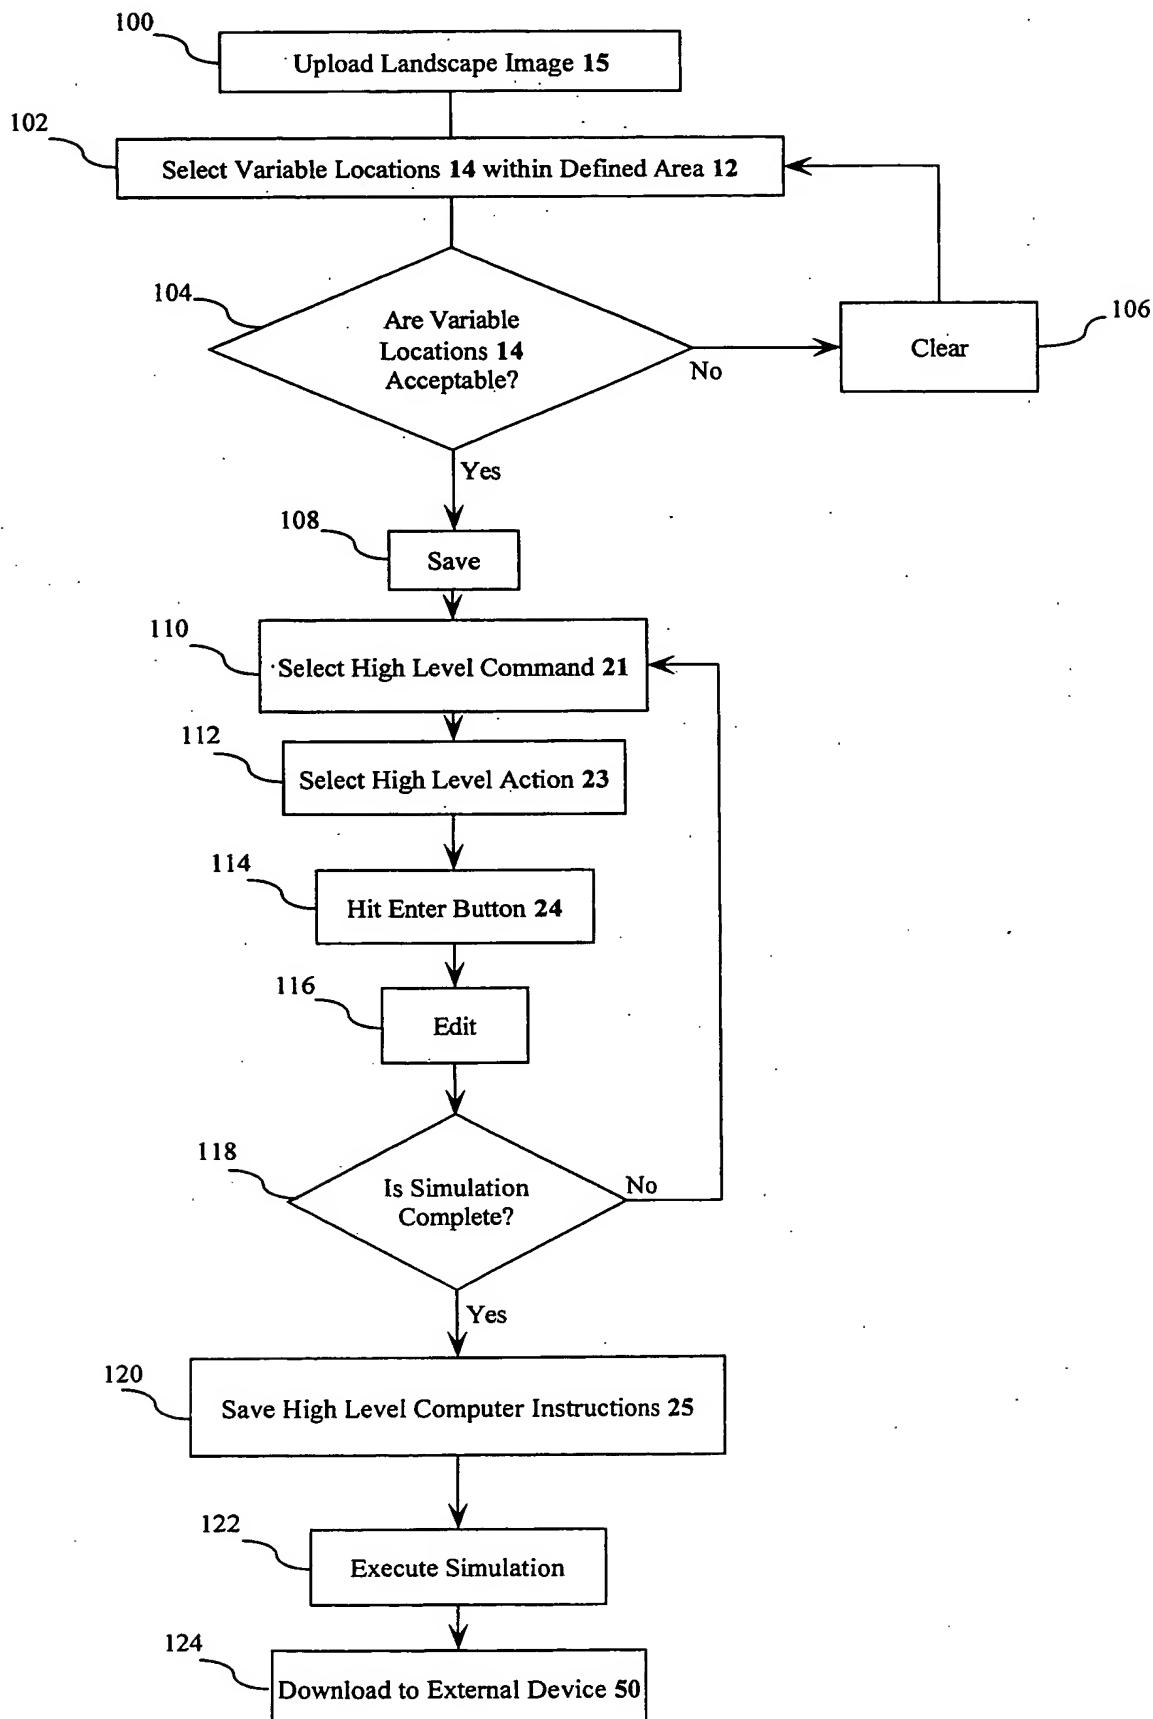 100
Upload Landscape Image 15
102
Select Variable Locations 14 within Defined Area 12
104
Are Variable
Locations 14
Acceptable?
No
Clear
106
Yes
108
Save
110
Select High Level Command 21
112
Select High Level Action 23
114
Hit Enter Button 24
116
Edit
118
Is Simulation
Complete?
No
Yes
120
Save High Level Computer Instructions 25
122
Execute Simulation
124
Download to External Device 50